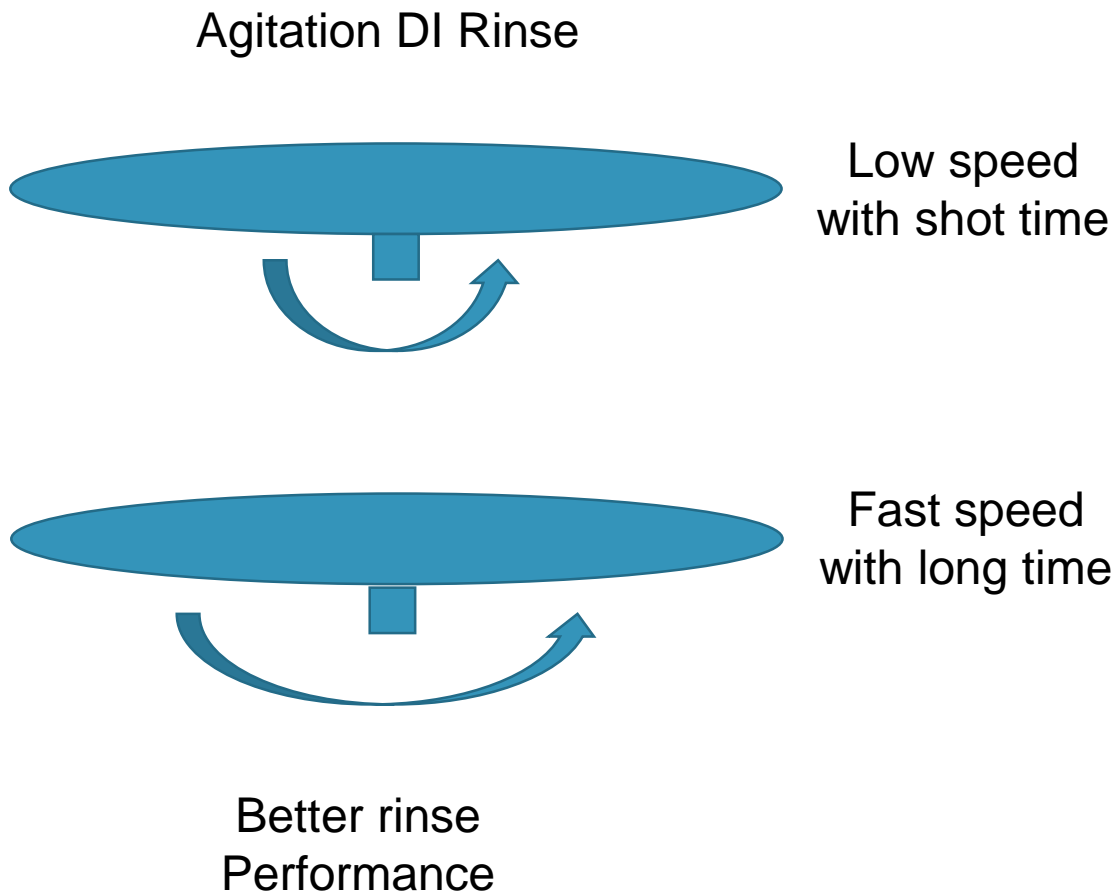 Agitation DI Rinse
Low speed
with shot time
Fast speed
with long time
Better rinse
Performance